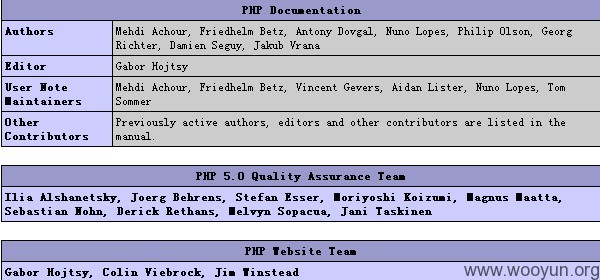 PHP Documentation
Authors Mehdi Achour, Friedhelm Betz, Antony Dovgal, Nuno Lopes, Philip Olson, Georg
Richter, Damien Seguy, Jakub Vrana
Editor Gabor Hojtsy
User Note Maintainers Mehdi Achour, Friedhelm Betz, Vincent Gevers, Aidan Lister, Nuno Lopes, Tom
Sommer
Other Contributors Previously active authors, editors and other contributors are listed in the
manual.
PHP 5.0 Quality Assurance Team
Ilia Alshanetsky, Joerg Behrens, Stefan Esser, Moriyoshi Koizumi, Magnus Maatta,
Sebastian Nohn, Derick Rethans, Melvyn Sopacua, Jani Taskinen
PHP Website Team
Gabor Hojtsy, Colin Viebrock, Jim Winstead
www.wooyun.org